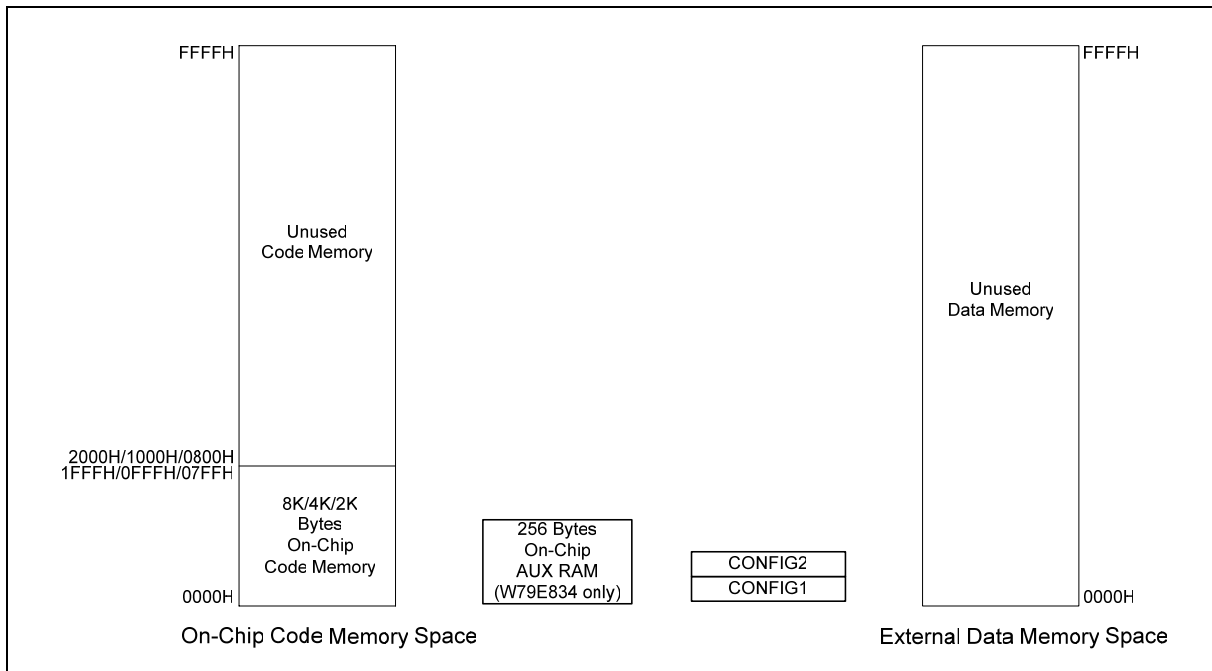 FFFFH
Unused
Code Memory
2000H/1000H/0800H
1FFFH/0FFFH/07FFH
8K/4K/2K
Bytes
On-Chip
Code Memory
0000H
On-Chip Code Memory Space
256 Bytes
On-Chip
AUX RAM
(W79E834 only)
CONFIG2
CONFIG1
FFFFH
Unused
Data Memory
0000H
External Data Memory Space